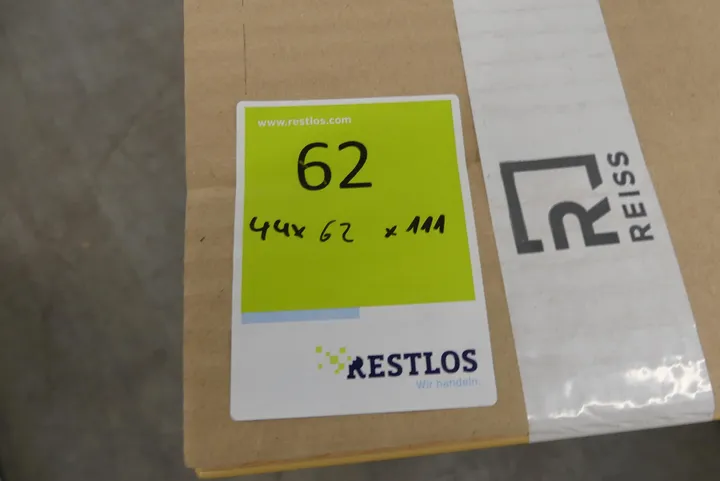 www.restlos.com
62
44x 62 x 111
RESTLOS
Wir handeln
R
REISS